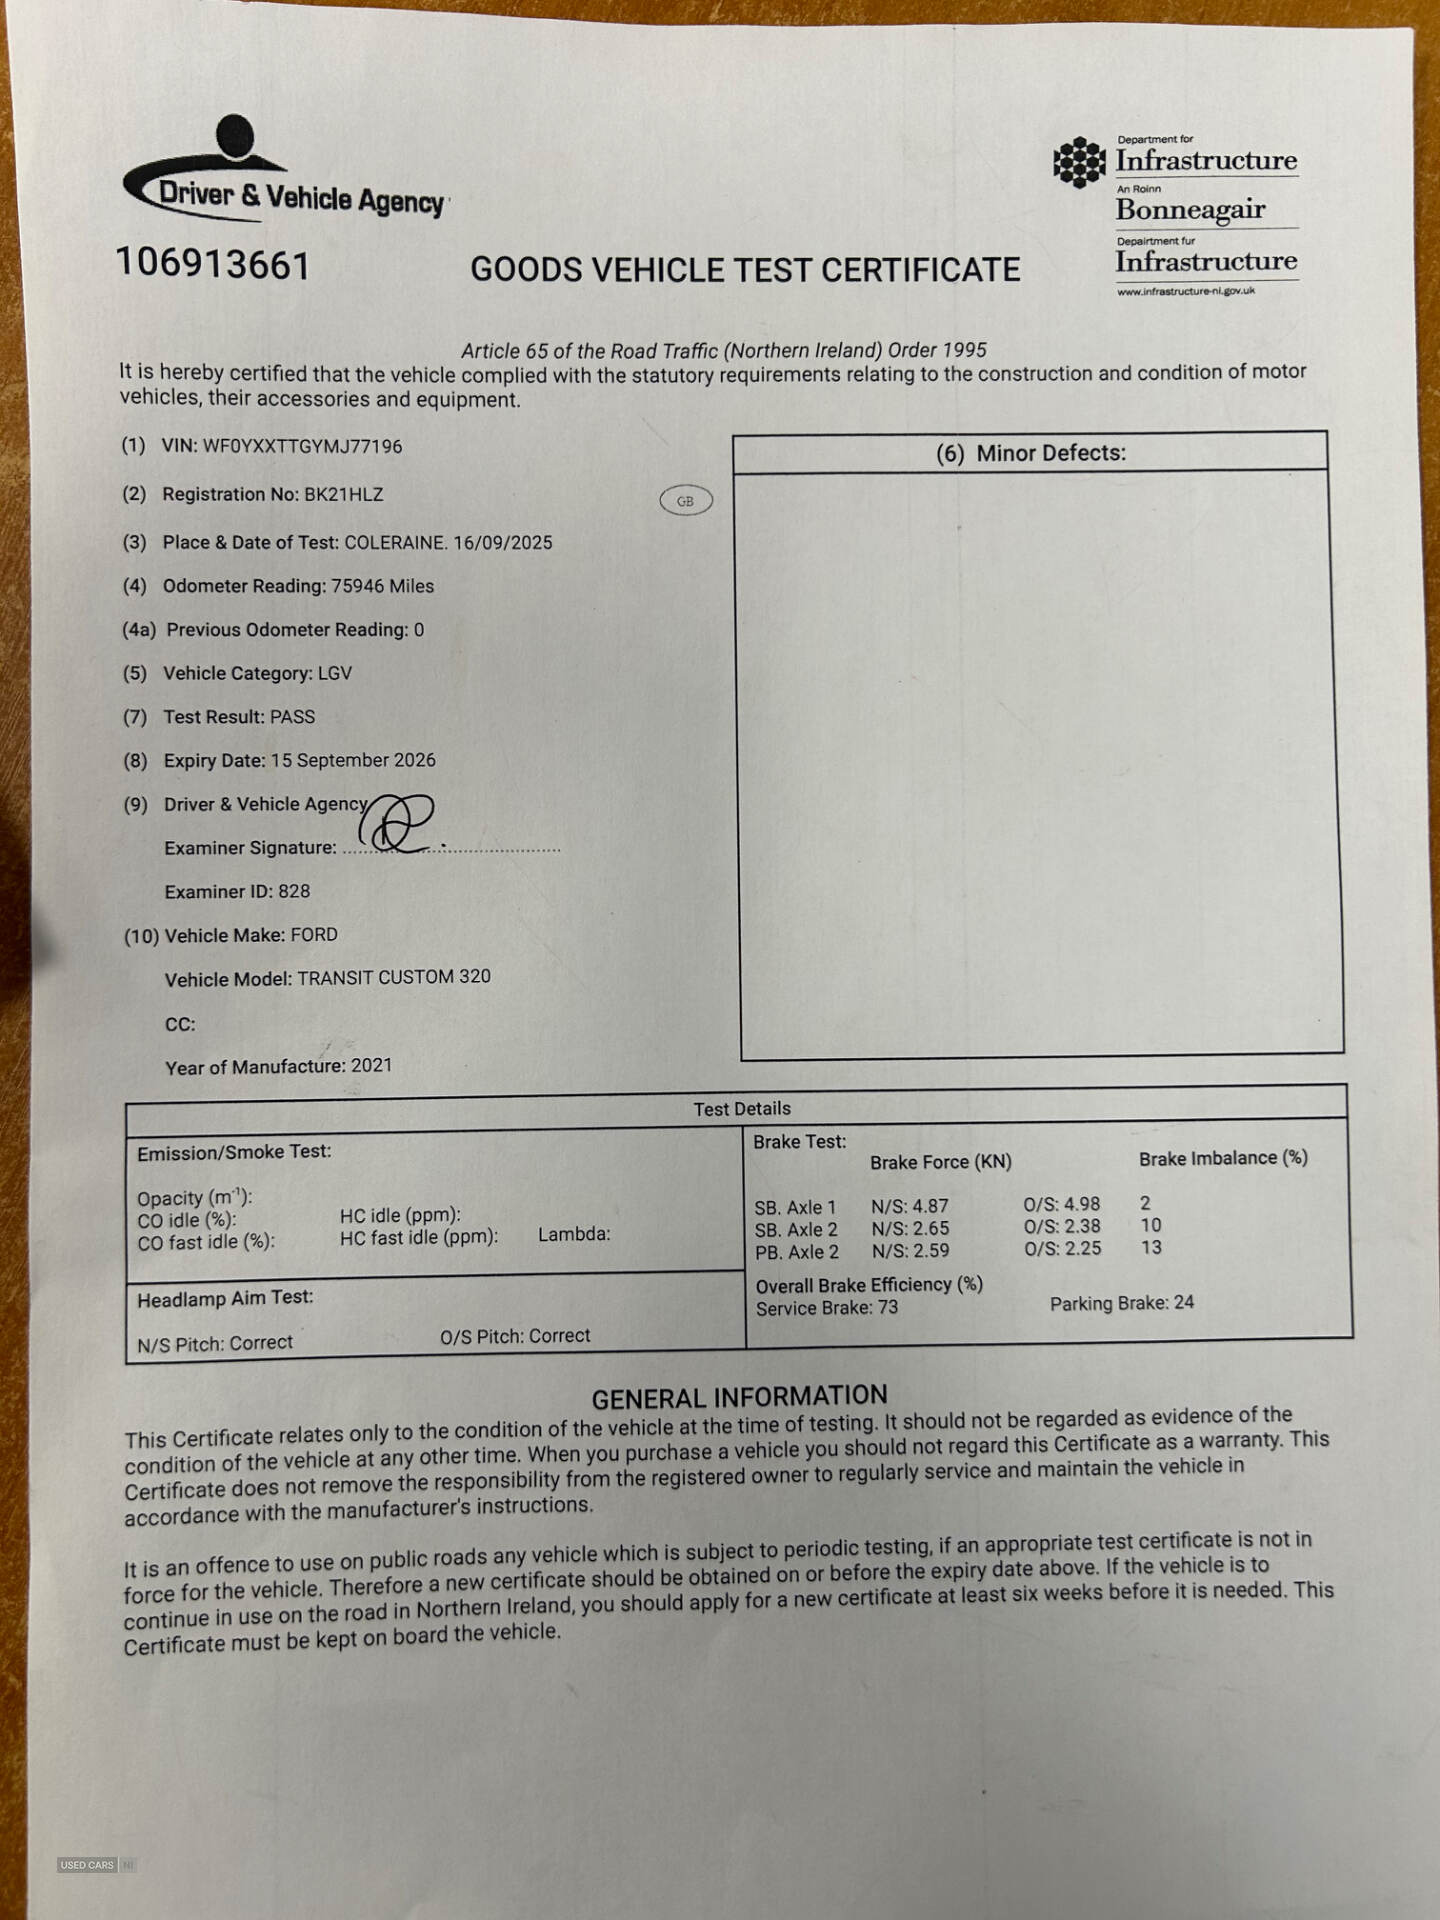 Driver & Vehicle Agency
Department for
Infrastructure
An Roinn
Bonneagair
Depairtment fur
Infrastructure
www.infrastructure-ni.gov.uk
106913661
GOODS VEHICLE TEST CERTIFICATE
Article 65 of the Road Traffic (Northern Ireland) Order 1995
It is hereby certified that the vehicle complied with the statutory requirements relating to the construction and condition of motor
vehicles, their accessories and equipment.
(1) VIN: WF0YXXTTGYMJ77196
(2) Registration No: BK21HLZ
GB
(3) Place & Date of Test: COLERAINE. 16/09/2025
(4) Odometer Reading: 75946 Miles
(4a) Previous Odometer Reading: 0
(5) Vehicle Category: LGV
(7) Test Result: PASS
(8) Expiry Date: 15 September 2026
(9) Driver & Vehicle Agency
Examiner Signature:
Examiner ID: 828
(10) Vehicle Make: FORD
Vehicle Model: TRANSIT CUSTOM 320
CC:
Year of Manufacture: 2021
(6) Minor Defects:
Test Details
Emission/Smoke Test:
Opacity (m⁻¹):
CO idle (%): HC idle (ppm):
CO fast idle (%): HC fast idle (ppm): Lambda:
Headlamp Aim Test:
N/S Pitch: Correct O/S Pitch: Correct
Brake Test:
Brake Force (KN) Brake Imbalance (%)
SB. Axle 1 N/S: 4.87 O/S: 4.98 2
SB. Axle 2 N/S: 2.65 O/S: 2.38 10
PB. Axle 2 N/S: 2.59 O/S: 2.25 13
Overall Brake Efficiency (%)
Service Brake: 73 Parking Brake: 24
GENERAL INFORMATION
This Certificate relates only to the condition of the vehicle at the time of testing. It should not be regarded as evidence of the
condition of the vehicle at any other time. When you purchase a vehicle you should not regard this Certificate as a warranty. This
Certificate does not remove the responsibility from the registered owner to regularly service and maintain the vehicle in
accordance with the manufacturer's instructions.
It is an offence to use on public roads any vehicle which is subject to periodic testing, if an appropriate test certificate is not in
force for the vehicle. Therefore a new certificate should be obtained on or before the expiry date above. If the vehicle is to
continue in use on the road in Northern Ireland, you should apply for a new certificate at least six weeks before it is needed. This
Certificate must be kept on board the vehicle.
USED CARS NI